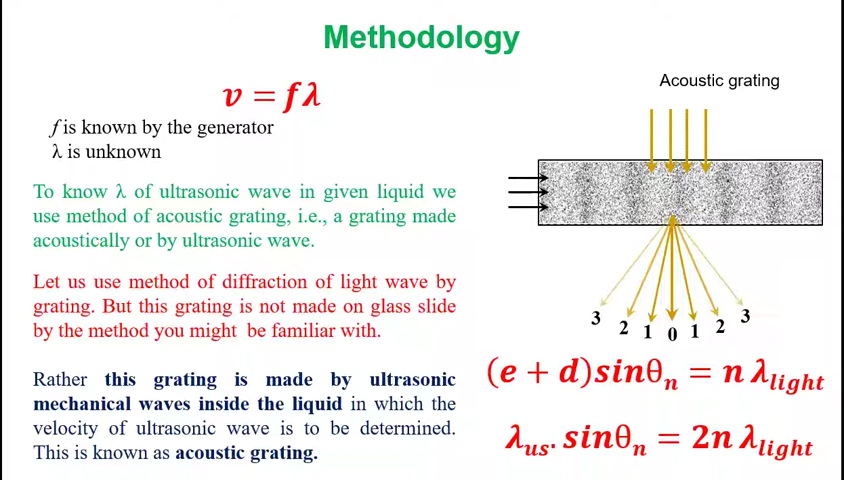 Methodology
v = fλ
f is known by the generator
λ is unknown
To know λ of ultrasonic wave in given liquid we
use method of acoustic grating, i.e., a grating made
acoustically or by ultrasonic wave.
Let us use method of diffraction of light wave by
grating. But this grating is not made on glass slide
by the method you might be familiar with.
Rather this grating is made by ultrasonic
mechanical waves inside the liquid in which the
velocity of ultrasonic wave is to be determined.
This is known as acoustic grating.
Acoustic grating
3 2 1 0 1 2 3
(e + d)sinθₙ = n λ_light
λ_us. sinθₙ = 2n λ_light